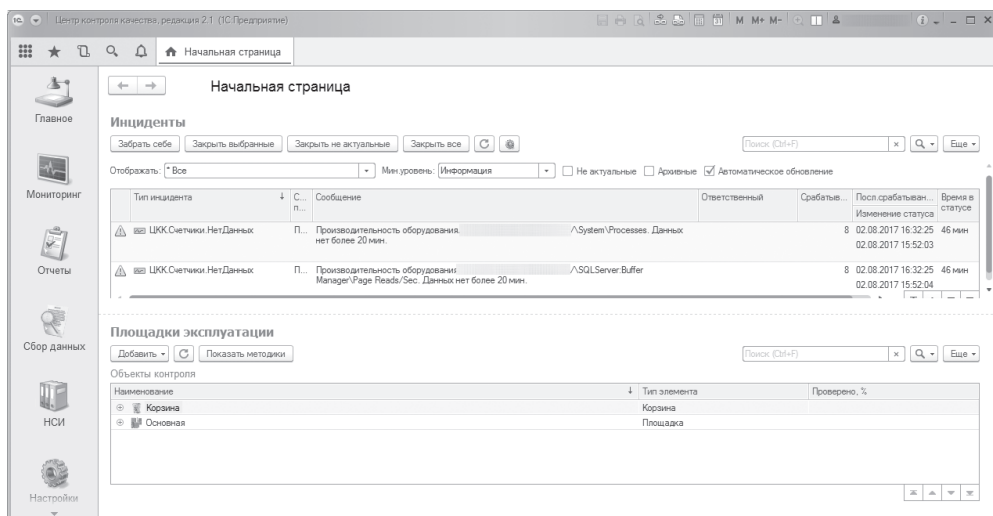 Центр контроля качества, редакция 2.1 (1С:Предприятие)
M M+ M-
Начальная страница
Главное
Мониторинг
Отчеты
Сбор данных
НСИ
Настройки
Начальная страница
Инциденты
Забрать себе Закрыть выбранные Закрыть не актуальные Закрыть все Поиск (Ctrl+F) × Еще
Отображать: * Все Мин.уровень: Информация Не актуальные Архивные Автоматическое обновление
Тип инцидента ↓ С... п... Сообщение Ответственный Срабатыв... Посл.срабатыван... Время в статусе
Изменение статуса
ЦКК.Счетчики.НетДанных П... Производительность оборудования. /\System\Processes. Данных 8 02.08.2017 16:32:25 46 мин
нет более 20 мин. 02.08.2017 15:52:03
ЦКК.Счетчики.НетДанных П... Производительность оборудования /\SQLServer:Buffer 8 02.08.2017 16:32:25 46 мин
Manager\Page Reads/Sec. Данных нет более 20 мин. 02.08.2017 15:52:04
Площадки эксплуатации
Добавить Показать методики Поиск (Ctrl+F) × Еще
Объекты контроля
Наименование ↓ Тип элемента Проверено, %
Корзина Корзина
Основная Площадка